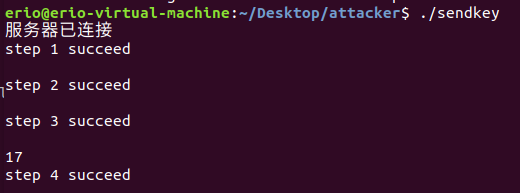 erio@erio-virtual-machine:~/Desktop/attacker$ ./sendkey
服务器已连接
step 1 succeed
step 2 succeed
step 3 succeed
17
step 4 succeed